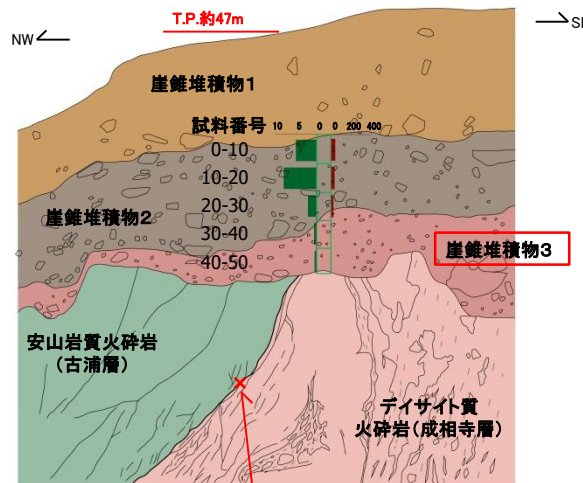 T.P.約47m
NW
SE
崖錐堆積物1
試料番号 10 5 0 0 200 400
0-10
10-20
20-30
30-40
40-50
崖錐堆積物2
崖錐堆積物3
安山岩質火砕岩
(古浦層)
デイサイト質
火砕岩(成相寺層)